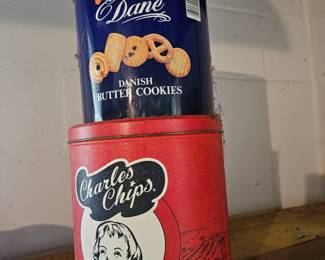 Dane
DANISH
BUTTER COOKIES
Charles
Chips.